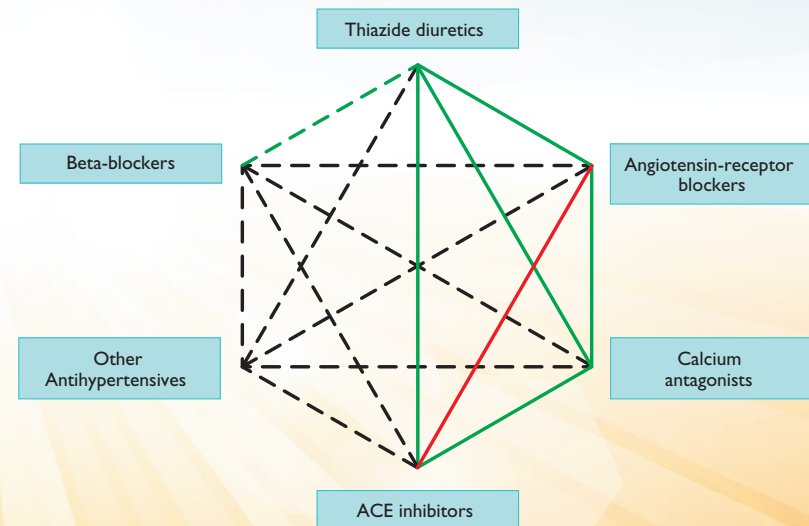 Thiazide diuretics
Beta-blockers
Angiotensin-receptor
blockers
Other
Antihypertensives
Calcium
antagonists
ACE inhibitors